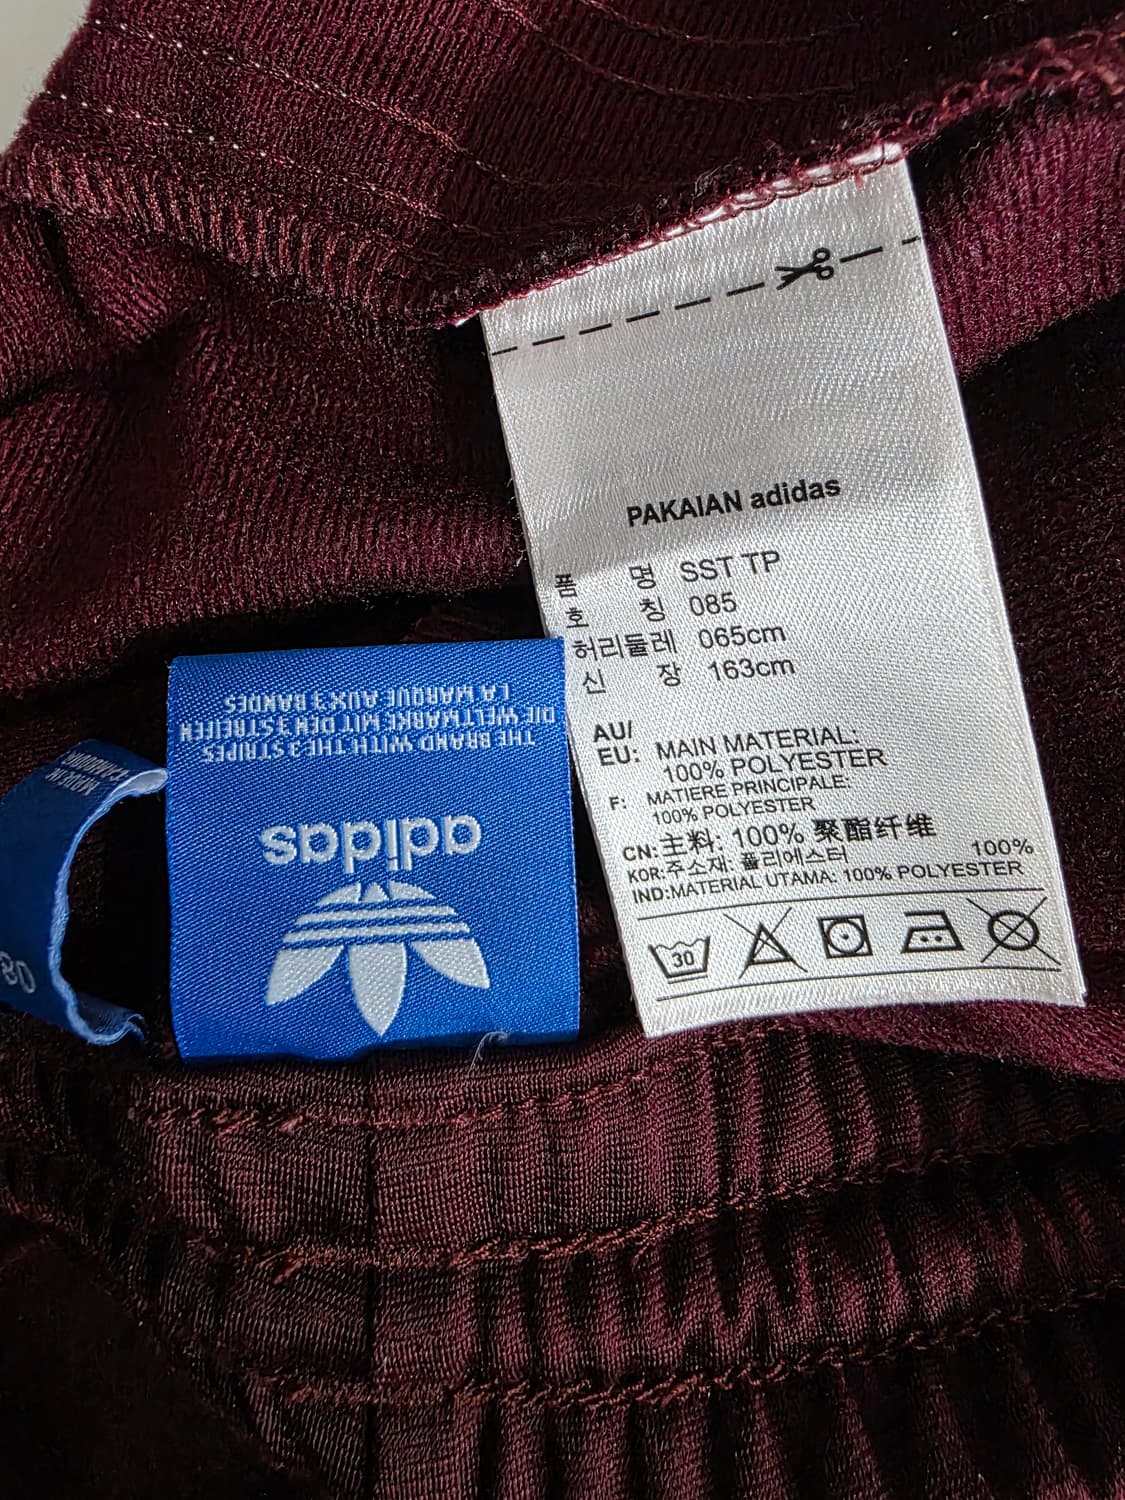 PAKAIAN adidas
품 명 SST TP
호 칭 085
허리둘레 065cm
신 장 163cm
AU/
EU: MAIN MATERIAL:
100% POLYESTER
F: MATIERE PRINCIPALE:
100% POLYESTER
CN: 主料: 100% 聚酯纤维
KOR: 주소재: 폴리에스터 100%
IND:MATERIAL UTAMA: 100% POLYESTER
30
adidas
THE BRAND WITH THE 3 STRIPES
DIE WELTMARKE MIT DEN 3 STREIFEN
LA MARQUE AUX 3 BANDES
MADE IN
CAMBODIA